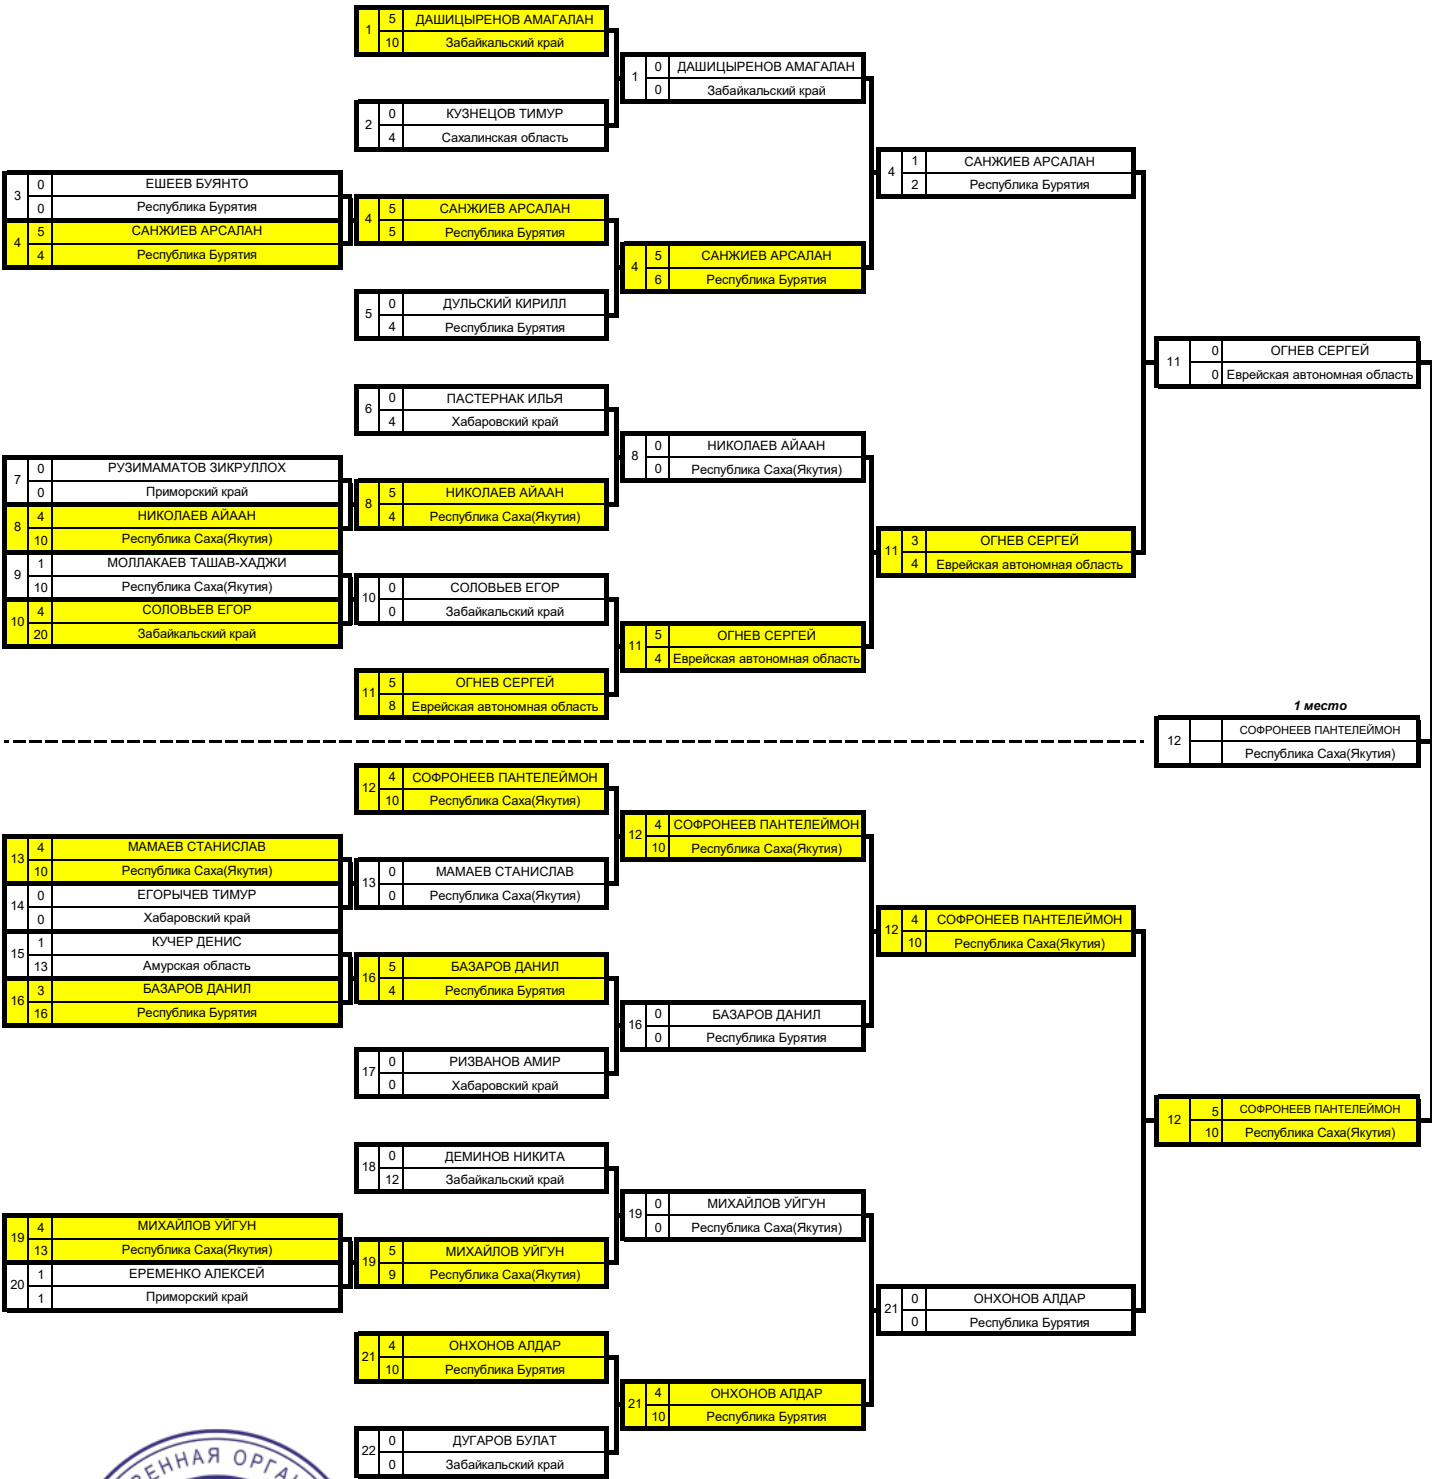 1 5 ДАШИЦЫРЕНОВ АМАГАЛАН
10 Забайкальский край
2 0 КУЗНЕЦОВ ТИМУР
4 Сахалинская область
3 0 ЕШЕЕВ БУЯНТО
0 Республика Бурятия
4 5 САНЖИЕВ АРСАЛАН
4 Республика Бурятия
4 5 САНЖИЕВ АРСАЛАН
5 Республика Бурятия
5 0 ДУЛЬСКИЙ КИРИЛЛ
4 Республика Бурятия
6 0 ПАСТЕРНАК ИЛЬЯ
4 Хабаровский край
7 0 РУЗИМАМАТОВ ЗИКРУЛЛОХ
0 Приморский край
8 4 НИКОЛАЕВ АЙААН
10 Республика Саха(Якутия)
9 1 МОЛЛАКАЕВ ТАШАВ-ХАДЖИ
10 Республика Саха(Якутия)
10 4 СОЛОВЬЕВ ЕГОР
20 Забайкальский край
8 5 НИКОЛАЕВ АЙААН
4 Республика Саха(Якутия)
10 0 СОЛОВЬЕВ ЕГОР
0 Забайкальский край
11 5 ОГНЕВ СЕРГЕЙ
8 Еврейская автономная область
1 0 ДАШИЦЫРЕНОВ АМАГАЛАН
0 Забайкальский край
4 5 САНЖИЕВ АРСАЛАН
6 Республика Бурятия
8 0 НИКОЛАЕВ АЙААН
0 Республика Саха(Якутия)
11 5 ОГНЕВ СЕРГЕЙ
4 Еврейская автономная область
4 1 САНЖИЕВ АРСАЛАН
2 Республика Бурятия
11 3 ОГНЕВ СЕРГЕЙ
4 Еврейская автономная область
11 0 ОГНЕВ СЕРГЕЙ
0 Еврейская автономная область
1 место
12 СОФРОНЕЕВ ПАНТЕЛЕЙМОН
Республика Саха(Якутия)
12 4 СОФРОНЕЕВ ПАНТЕЛЕЙМОН
10 Республика Саха(Якутия)
13 4 МАМАЕВ СТАНИСЛАВ
10 Республика Саха(Якутия)
14 0 ЕГОРЫЧЕВ ТИМУР
0 Хабаровский край
15 1 КУЧЕР ДЕНИС
13 Амурская область
16 3 БАЗАРОВ ДАНИЛ
16 Республика Бурятия
13 0 МАМАЕВ СТАНИСЛАВ
0 Республика Саха(Якутия)
16 5 БАЗАРОВ ДАНИЛ
4 Республика Бурятия
17 0 РИЗВАНОВ АМИР
0 Хабаровский край
18 0 ДЕМИНОВ НИКИТА
12 Забайкальский край
19 4 МИХАЙЛОВ УЙГУН
13 Республика Саха(Якутия)
20 1 ЕРЕМЕНКО АЛЕКСЕЙ
1 Приморский край
19 5 МИХАЙЛОВ УЙГУН
9 Республика Саха(Якутия)
21 4 ОНХОНОВ АЛДАР
10 Республика Бурятия
22 0 ДУГАРОВ БУЛАТ
0 Забайкальский край
12 4 СОФРОНЕЕВ ПАНТЕЛЕЙМОН
10 Республика Саха(Якутия)
16 0 БАЗАРОВ ДАНИЛ
0 Республика Бурятия
19 0 МИХАЙЛОВ УЙГУН
0 Республика Саха(Якутия)
21 4 ОНХОНОВ АЛДАР
10 Республика Бурятия
12 4 СОФРОНЕЕВ ПАНТЕЛЕЙМОН
10 Республика Саха(Якутия)
21 0 ОНХОНОВ АЛДАР
0 Республика Бурятия
12 5 СОФРОНЕЕВ ПАНТЕЛЕЙМОН
10 Республика Саха(Якутия)